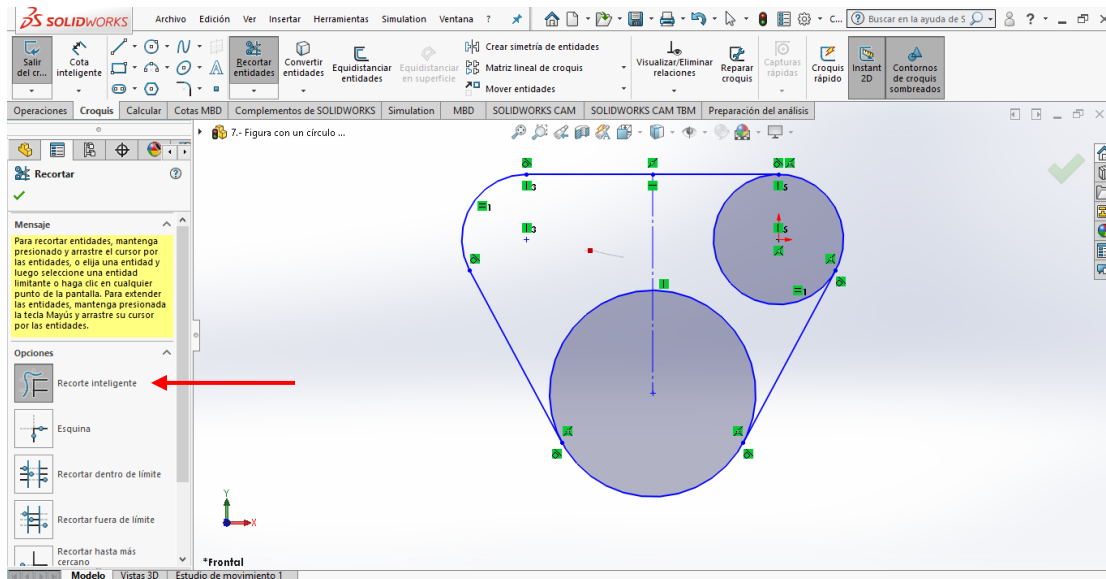 SOLIDWORKS
Archivo Edición Ver Insertar Herramientas Simulation Ventana ?
C...
Buscar en la ayuda de S
Salir del cr...
Cota inteligente
Recortar entidades
Convertir entidades
Equidistanciar entidades
Equidistanciar en superficie
Crear simetría de entidades
Matriz lineal de croquis
Mover entidades
Visualizar/Eliminar relaciones
Reparar croquis
Capturas rápidas
Croquis rápido
Instant 2D
Contornos de croquis sombreados
Operaciones Croquis Calcular Cotas MBD Complementos de SOLIDWORKS Simulation MBD SOLIDWORKS CAM SOLIDWORKS CAM TBM Preparación del análisis
7.- Figura con un círculo ...
Recortar
Mensaje
Para recortar entidades, mantenga
presionado y arrastre el cursor por
las entidades, o elija una entidad y
luego seleccione una entidad
limitante o haga clic en cualquier
punto de la pantalla. Para extender
las entidades, mantenga presionada
la tecla Mayús y arrastre su cursor
por las entidades.
Opciones
Recorte inteligente
Esquina
Recortar dentro de límite
Recortar fuera de límite
Recortar hasta más
cercano
3
5
1
3
5
1
Y
X
*Frontal
Modelo Vistas 3D Estudio de movimiento 1